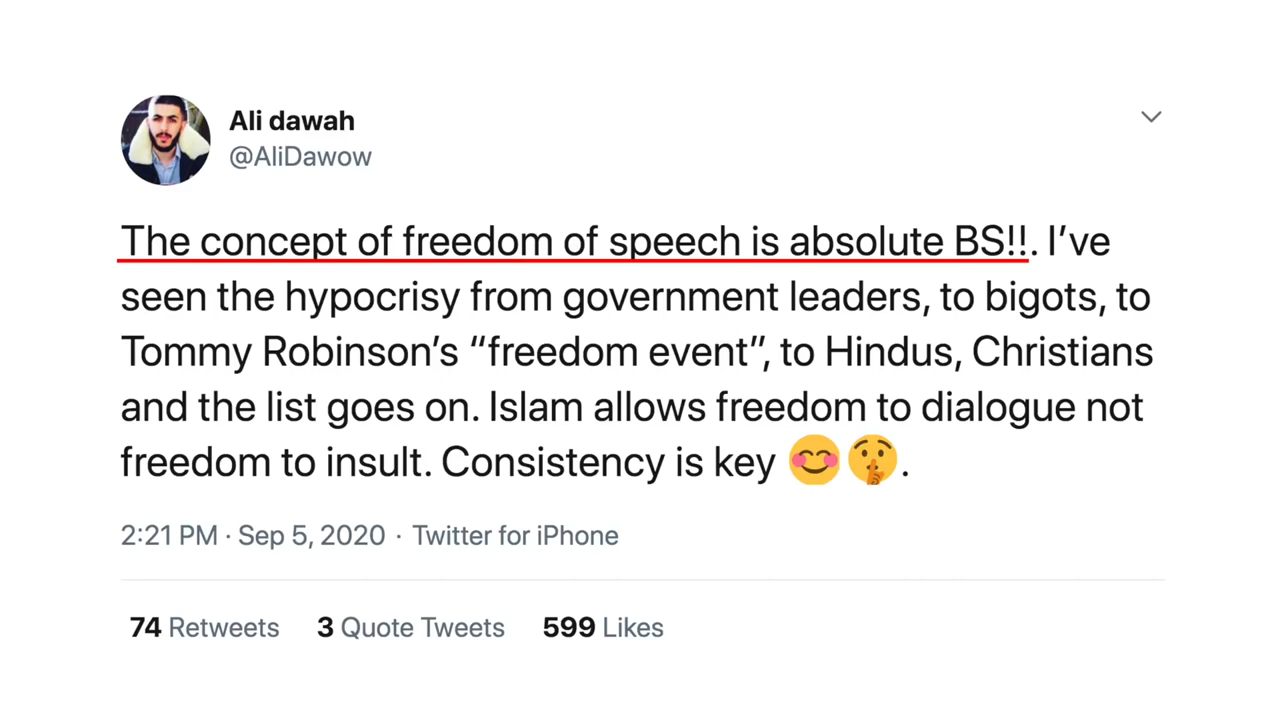 Ali dawah
@AliDawow
The concept of freedom of speech is absolute BS!!. I’ve
seen the hypocrisy from government leaders, to bigots, to
Tommy Robinson’s “freedom event”, to Hindus, Christians
and the list goes on. Islam allows freedom to dialogue not
freedom to insult. Consistency is key 😊🤫.
2:21 PM · Sep 5, 2020 · Twitter for iPhone
74 Retweets 3 Quote Tweets 599 Likes